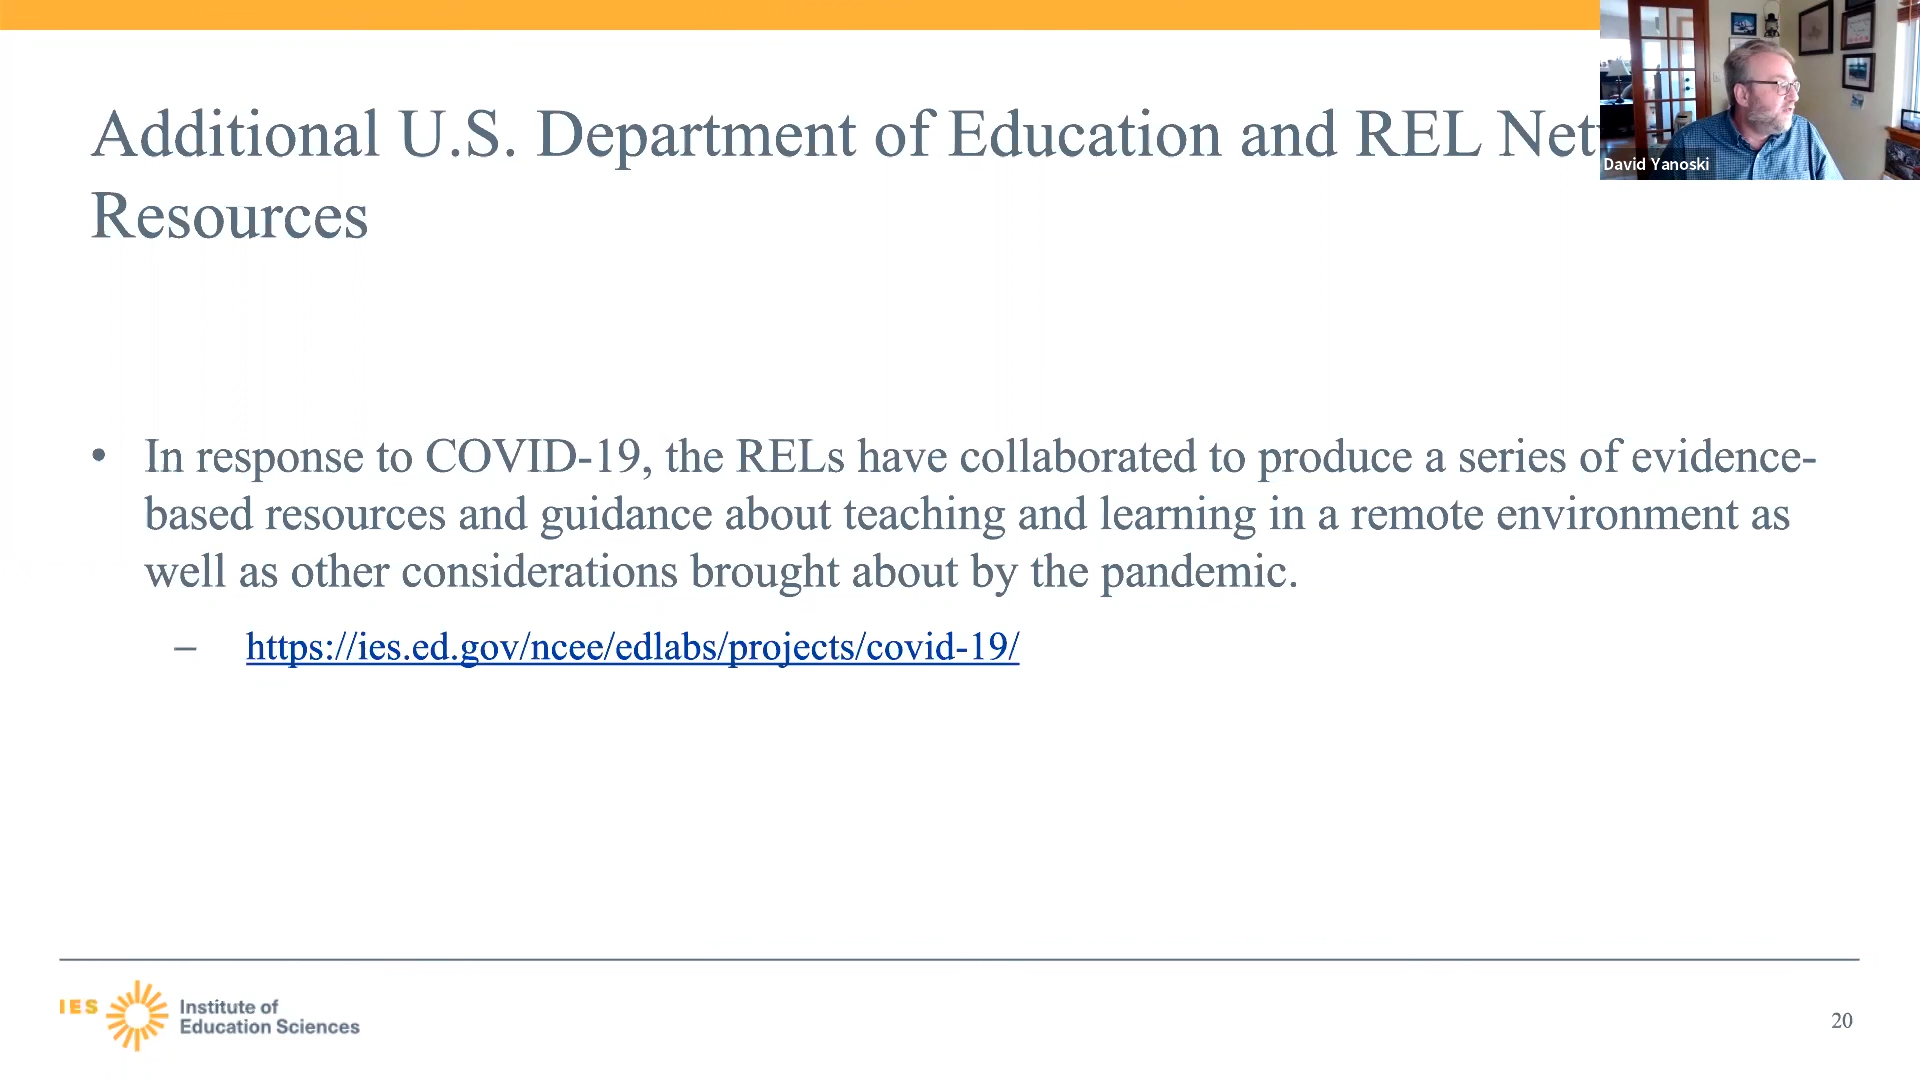 Additional U.S. Department of Education and REL
Resources
David Yanoski
• In response to COVID-19, the RELs have collaborated to produce a series of evidence-
based resources and guidance about teaching and learning in a remote environment as
well as other considerations brought about by the pandemic.
– https://ies.ed.gov/ncee/edlabs/projects/covid-19/
IES
Institute of
Education Sciences
20